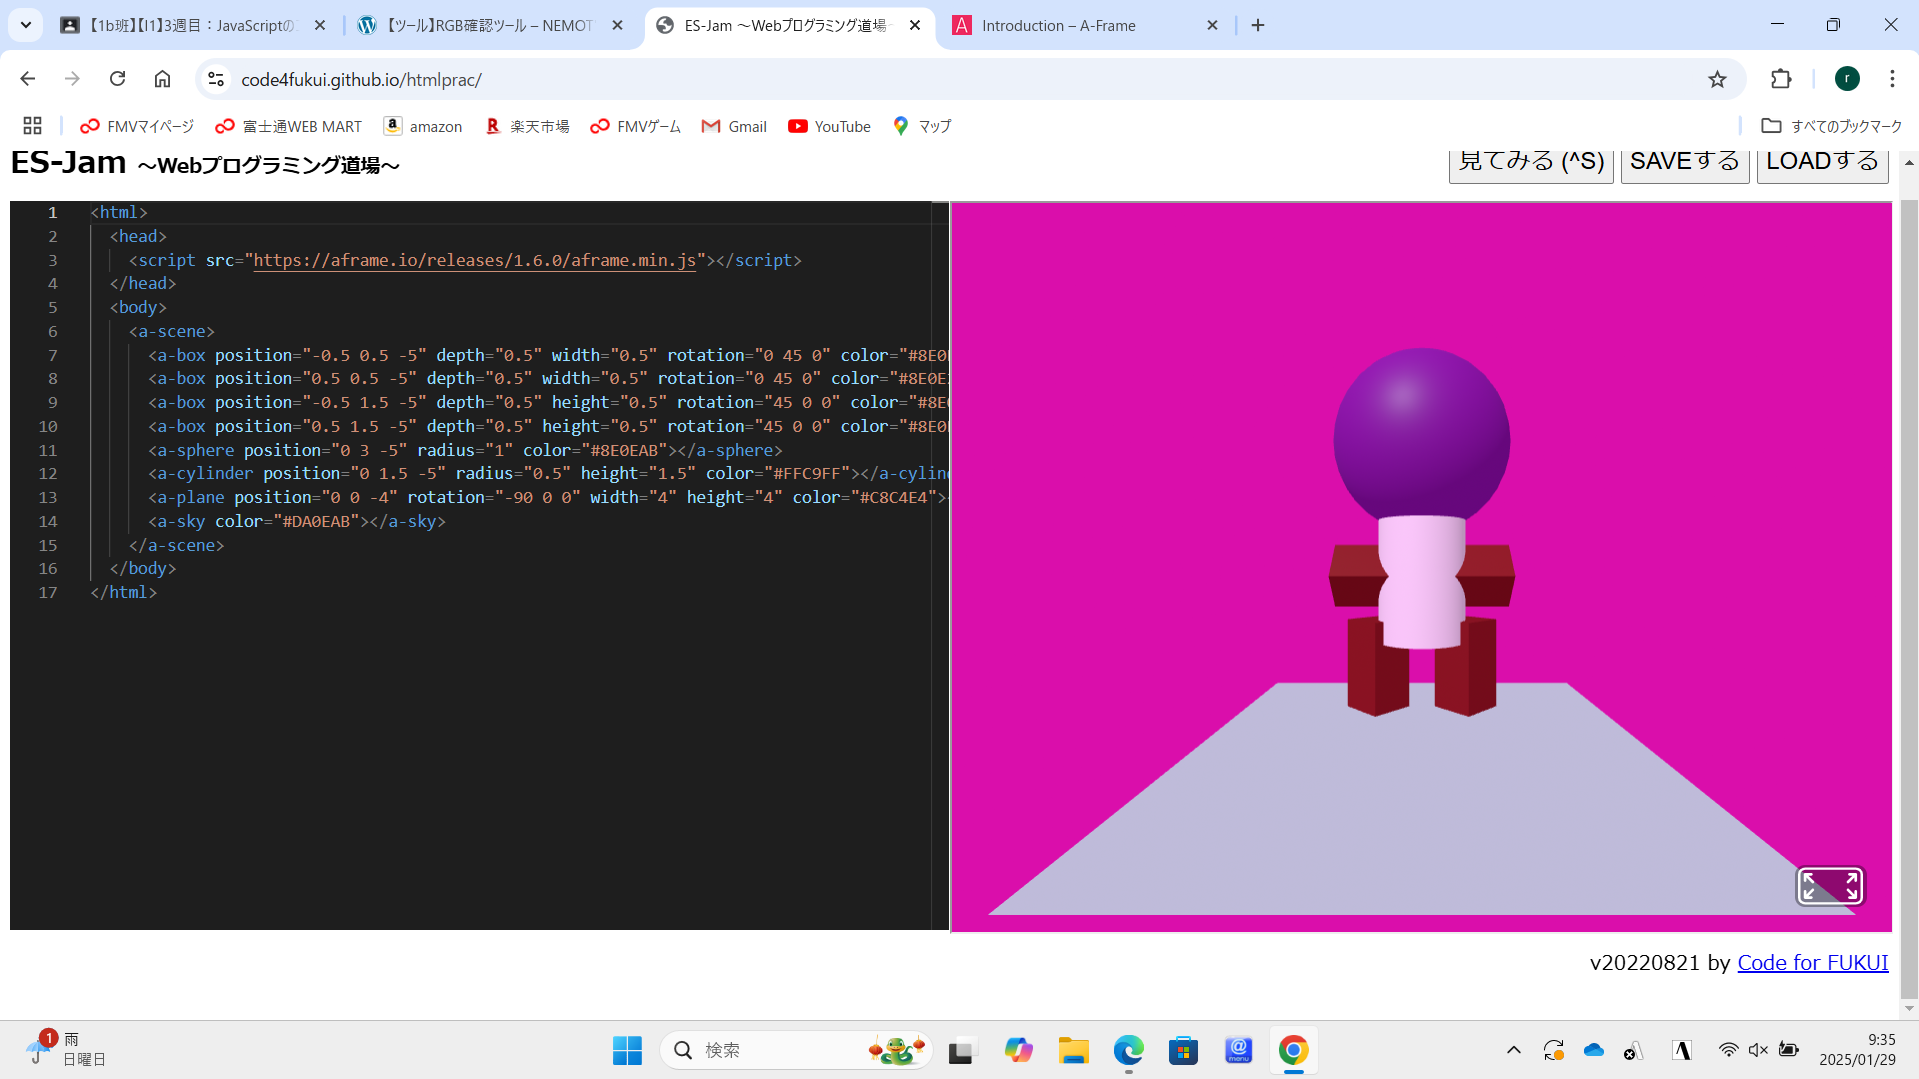 【1b班】【I1】3週目：JavaScriptの
【ツール】RGB確認ツール – NEMOT
ES-Jam ～Webプログラミング道場～
Introduction – A-Frame
code4fukui.github.io/htmlprac/
FMVマイページ
富士通WEB MART
amazon
楽天市場
FMVゲーム
Gmail
YouTube
マップ
すべてのブックマーク
r
ES-Jam ～Webプログラミング道場～
見てみる (^S)
SAVEする
LOADする
1 <html>
2 <head>
3 <script src="https://aframe.io/releases/1.6.0/aframe.min.js"></script>
4 </head>
5 <body>
6 <a-scene>
7 <a-box position="-0.5 0.5 -5" depth="0.5" width="0.5" rotation="0 45 0" color="#8E0
8 <a-box position="0.5 0.5 -5" depth="0.5" width="0.5" rotation="0 45 0" color="#8E0E
9 <a-box position="-0.5 1.5 -5" depth="0.5" height="0.5" rotation="45 0 0" color="#8E
10 <a-box position="0.5 1.5 -5" depth="0.5" height="0.5" rotation="45 0 0" color="#8E0
11 <a-sphere position="0 3 -5" radius="1" color="#8E0EAB"></a-sphere>
12 <a-cylinder position="0 1.5 -5" radius="0.5" height="1.5" color="#FFC9FF"></a-cylin
13 <a-plane position="0 0 -4" rotation="-90 0 0" width="4" height="4" color="#C8C4E4">
14 <a-sky color="#DA0EAB"></a-sky>
15 </a-scene>
16 </body>
17 </html>
v20220821 by Code for FUKUI
1
雨
日曜日
検索
@
menu
A
9:35
2025/01/29